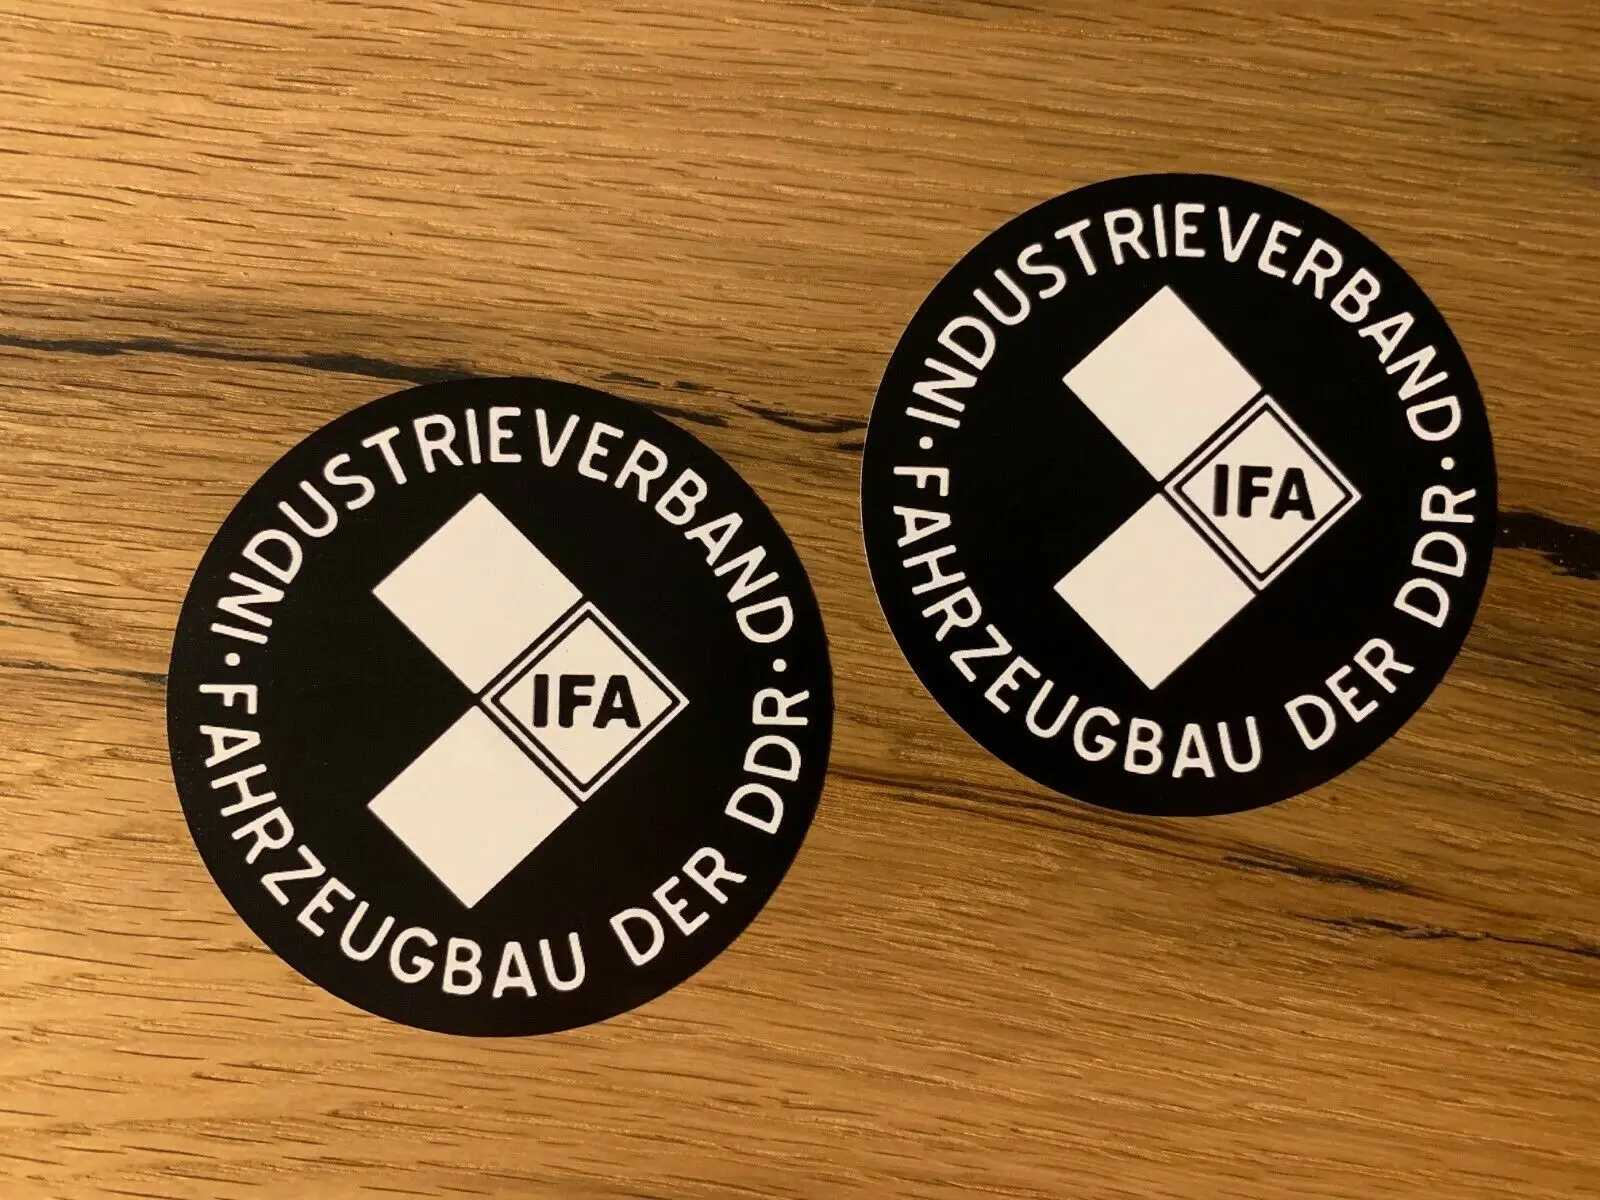 ·INDUSTRIEVERBAND·
FAHRZEUGBAU DER DDR
IFA
·INDUSTRIEVERBAND·
FAHRZEUGBAU DER DDR
IFA